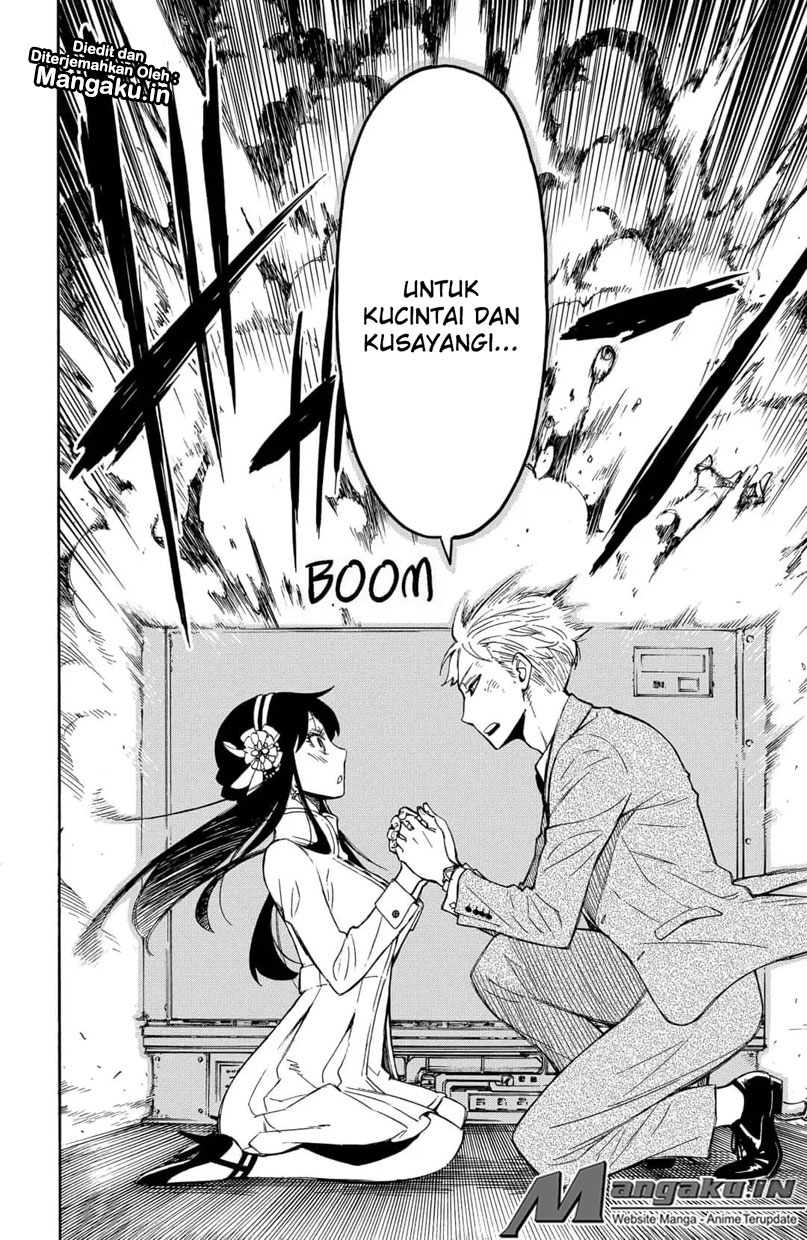 Diedit dan
Diterjemahkan Oleh :
Mangaku.in
UNTUK
KUCINTAI DAN
KUSAYANGI...
BOOM
Mangaku.in
Website Manga - Anime Terupdate